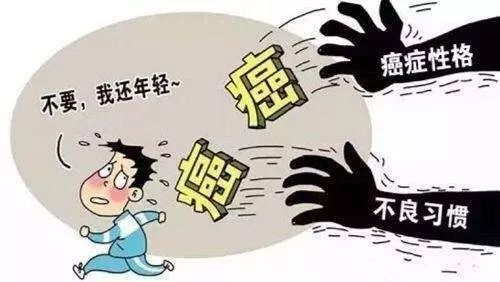 不要，我还年轻~
癌
癌症性格
癌
不良习惯